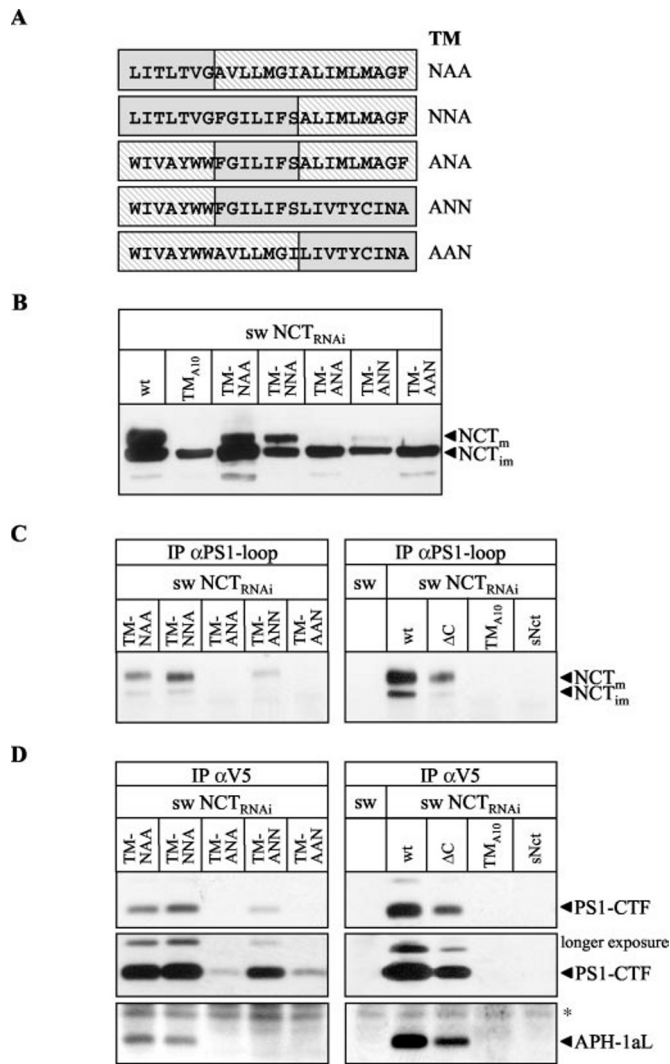 A
TM
LITLTVGAVLLMGIALIMLMAGF NAA
LITLTVGFGILIFSALIMLMAGF NNA
WIVAYWWFGILIFSALIMLMAGF ANA
WIVAYWWFGILIFSLIVTYCINA ANN
WIVAYWWAVLLMGILIVTYCINA AAN
B
sw NCTRNAi
wt TMA10 TM-NAA TM-NNA TM-ANA TM-ANN TM-AAN
NCTm
NCTim
C
IP αPS1-loop IP αPS1-loop
sw NCTRNAi sw sw NCTRNAi
TM-NAA TM-NNA TM-ANA TM-ANN TM-AAN wt ΔC TMA10 sNct
NCTm
NCTim
D
IP αV5 IP αV5
sw NCTRNAi sw sw NCTRNAi
TM-NAA TM-NNA TM-ANA TM-ANN TM-AAN wt ΔC TMA10 sNct
PS1-CTF
longer exposure
PS1-CTF
*
APH-1aL